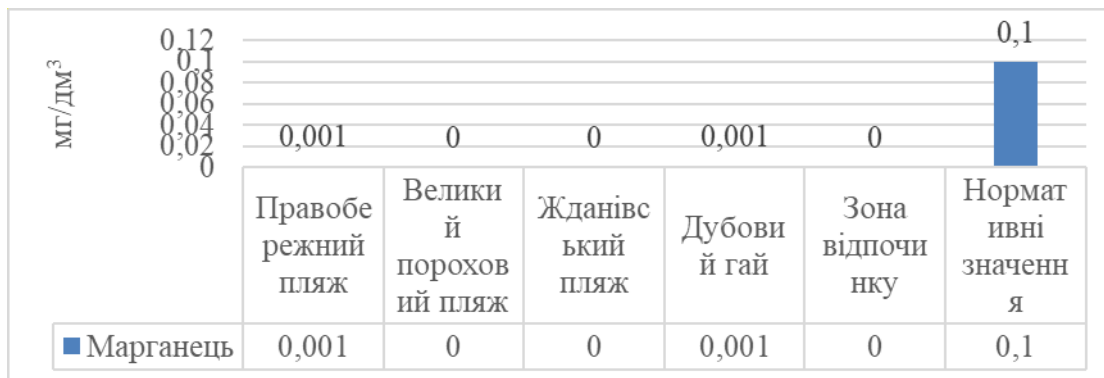 мг/дм³
0,12
0,1
0,08
0,06
0,04
0,02
0
0,001
0
0
0,001
0
0,1
Правобе
режний
пляж
Велики
й
порохов
ий пляж
Жданівс
ький
пляж
Дубови
й гай
Зона
відпочи
нку
Нормат
ивні
значенн
я
Марганець 0,001 0 0 0,001 0 0,1